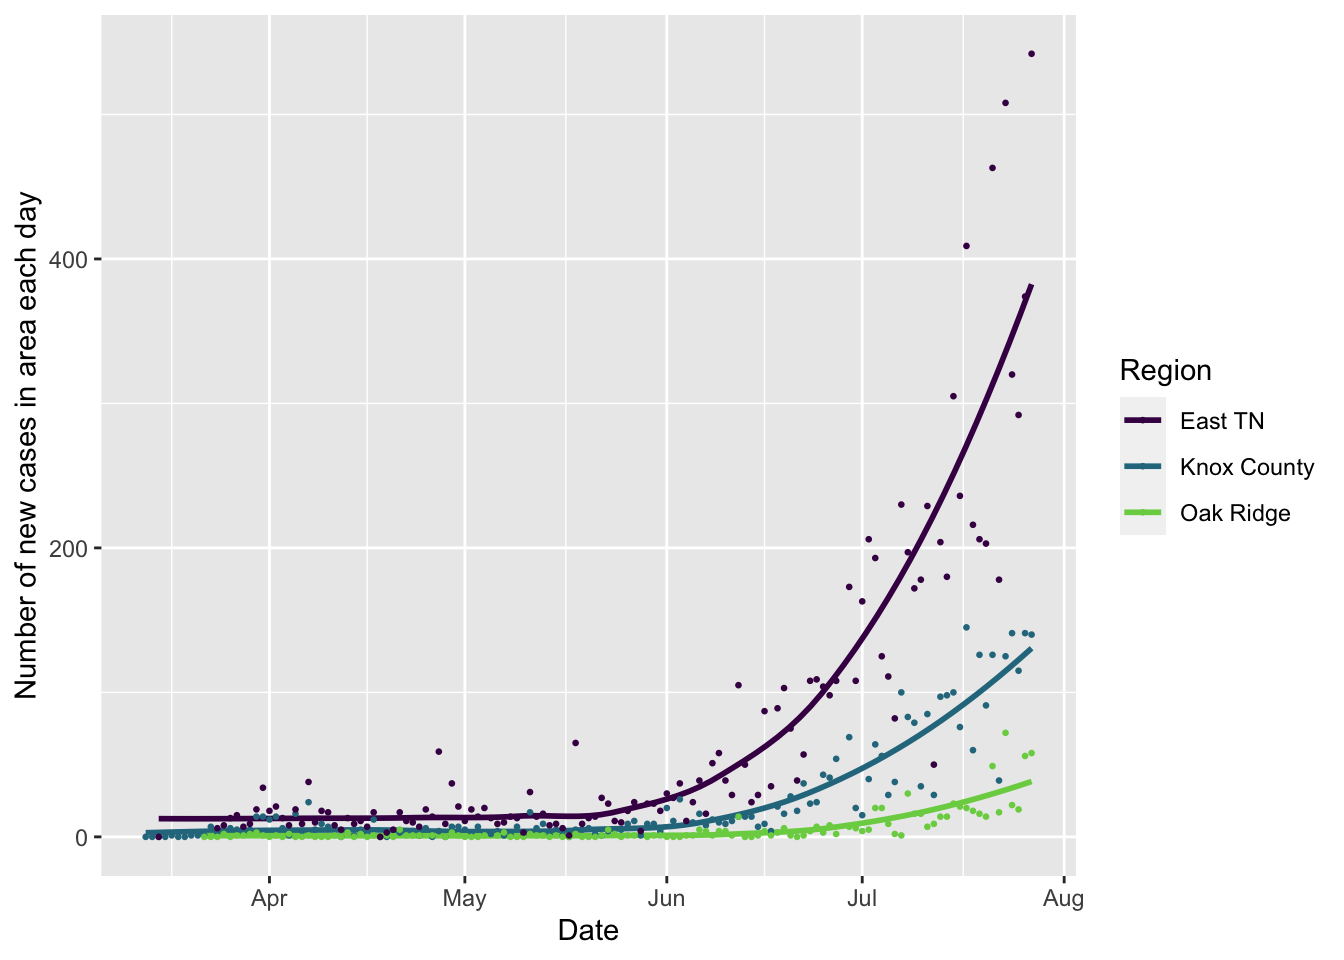 Number of new cases in area each day
400
200
0
Apr
May
Jun
Jul
Aug
Date
Region
East TN
Knox County
Oak Ridge